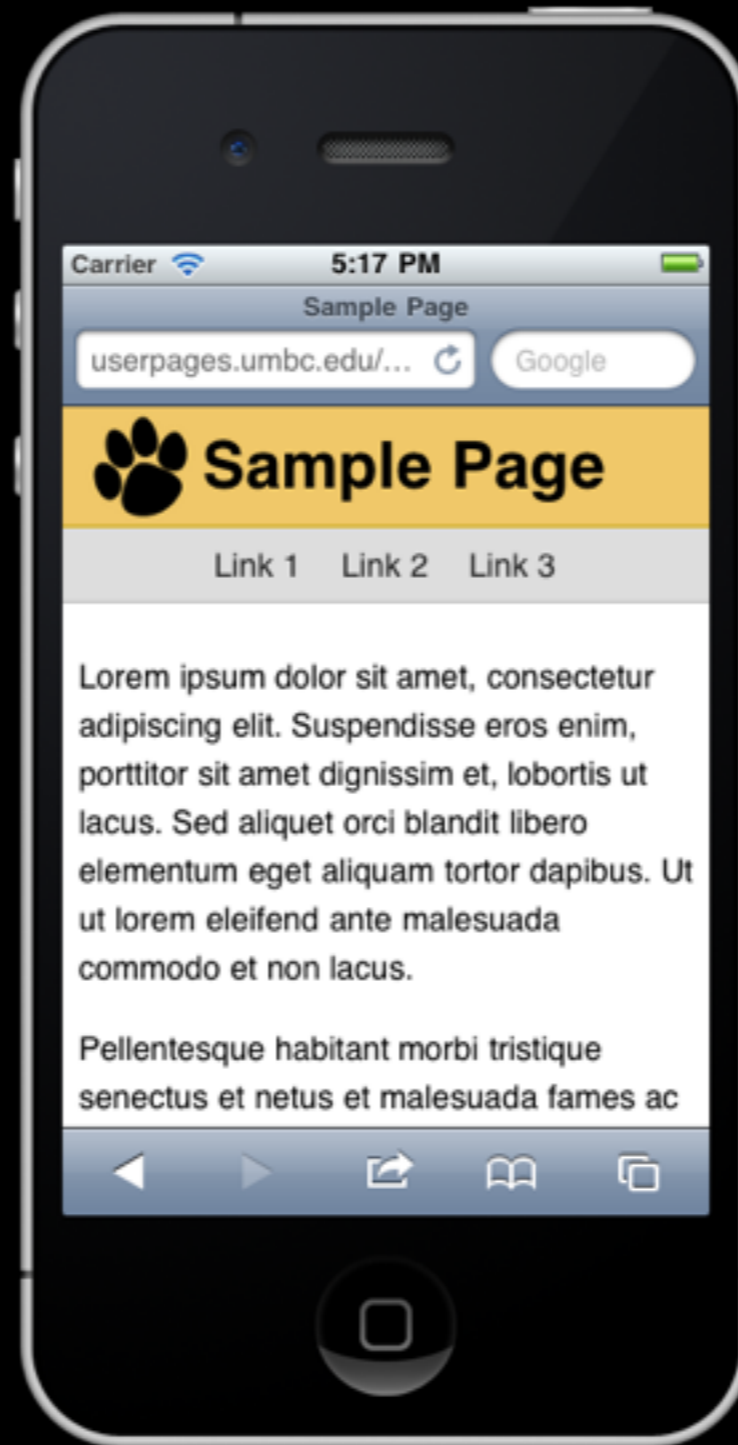 Carrier 5:17 PM
Sample Page
userpages.umbc.edu/... Google
Sample Page
Link 1 Link 2 Link 3
Lorem ipsum dolor sit amet, consectetur
adipiscing elit. Suspendisse eros enim,
porttitor sit amet dignissim et, lobortis ut
lacus. Sed aliquet orci blandit libero
elementum eget aliquam tortor dapibus. Ut
ut lorem eleifend ante malesuada
commodo et non lacus.
Pellentesque habitant morbi tristique
senectus et netus et malesuada fames ac